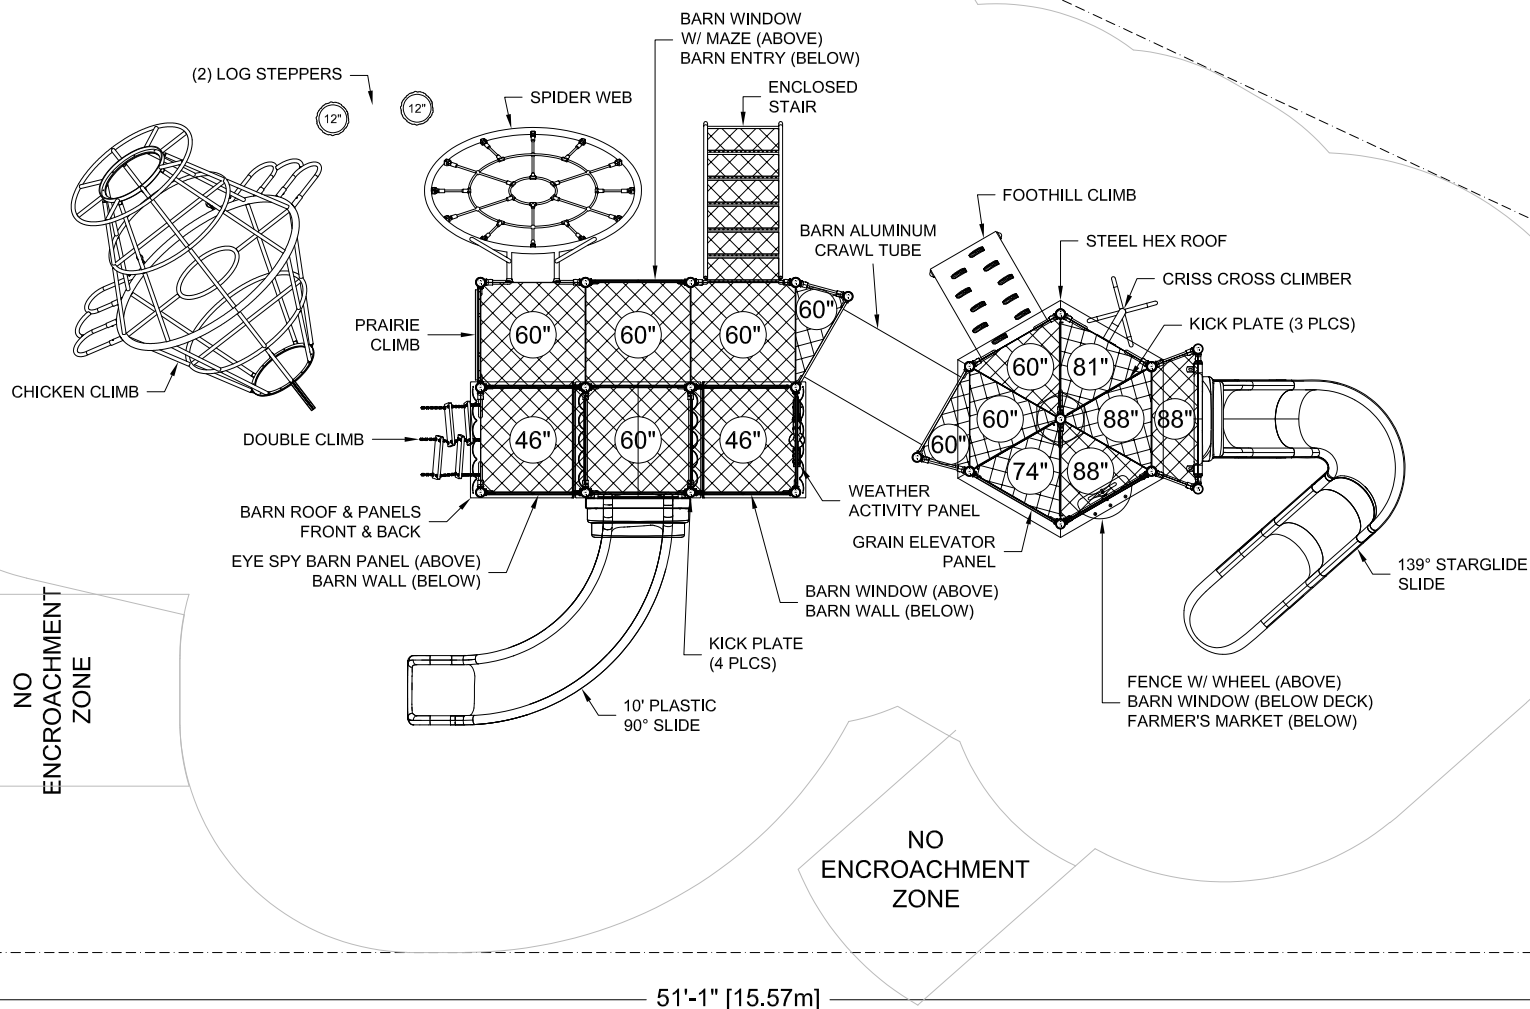 BARN WINDOW
W/ MAZE (ABOVE)
BARN ENTRY (BELOW)
(2) LOG STEPPERS
12"
12"
SPIDER WEB
ENCLOSED
STAIR
FOOTHILL CLIMB
BARN ALUMINUM
CRAWL TUBE
STEEL HEX ROOF
CRISS CROSS CLIMBER
KICK PLATE (3 PLCS)
PRAIRIE
CLIMB
CHICKEN CLIMB
DOUBLE CLIMB
60"
60"
60"
60"
46"
60"
46"
60"
81"
60"
88"
88"
60"
74"
88"
BARN ROOF & PANELS
FRONT & BACK
EYE SPY BARN PANEL (ABOVE)
BARN WALL (BELOW)
WEATHER
ACTIVITY PANEL
GRAIN ELEVATOR
PANEL
BARN WINDOW (ABOVE)
BARN WALL (BELOW)
139° STARGLIDE
SLIDE
KICK PLATE
(4 PLCS)
10' PLASTIC
90° SLIDE
FENCE W/ WHEEL (ABOVE)
BARN WINDOW (BELOW DECK)
FARMER'S MARKET (BELOW)
NO
ENCROACHMENT
ZONE
NO
ENCROACHMENT
ZONE
51'-1" [15.57m]